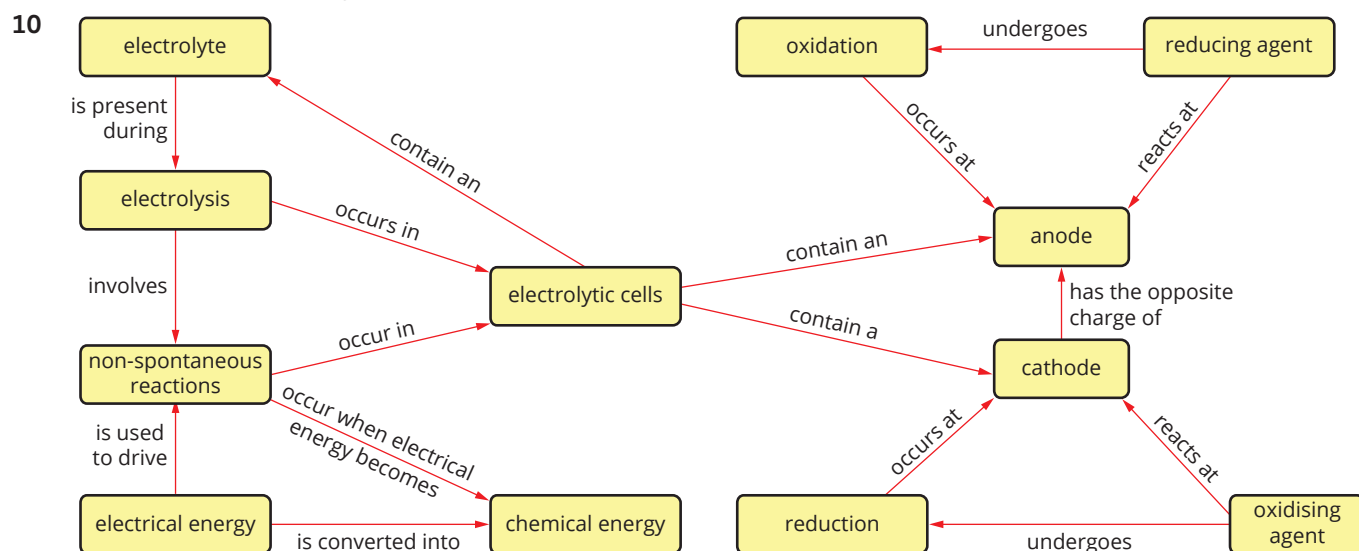 10
electrolyte
oxidation
undergoes
reducing agent
is present
during
contain an
occurs at
reacts at
electrolysis
occurs in
contain an
anode
involves
electrolytic cells
has the opposite
charge of
occur in
contain a
non-spontaneous
reactions
cathode
occur when electrical
energy becomes
is used
to drive
occurs at
reacts at
electrical energy
is converted into
chemical energy
reduction
undergoes
oxidising
agent